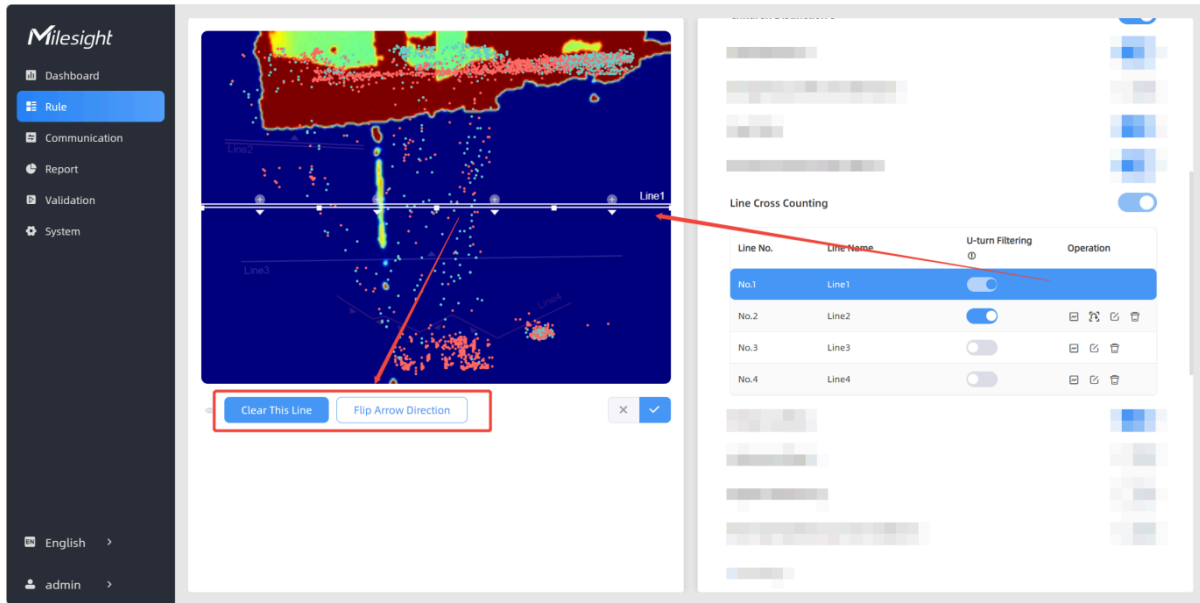 Milesight
Dashboard
Rule
Communication
Report
Validation
System
EN English >
admin >
Line2
Line1
Line3
Line4
Clear This Line
Flip Arrow Direction
Line Cross Counting
Line No. Line Name U-turn Filtering Operation
No.1 Line1
No.2 Line2
No.3 Line3
No.4 Line4